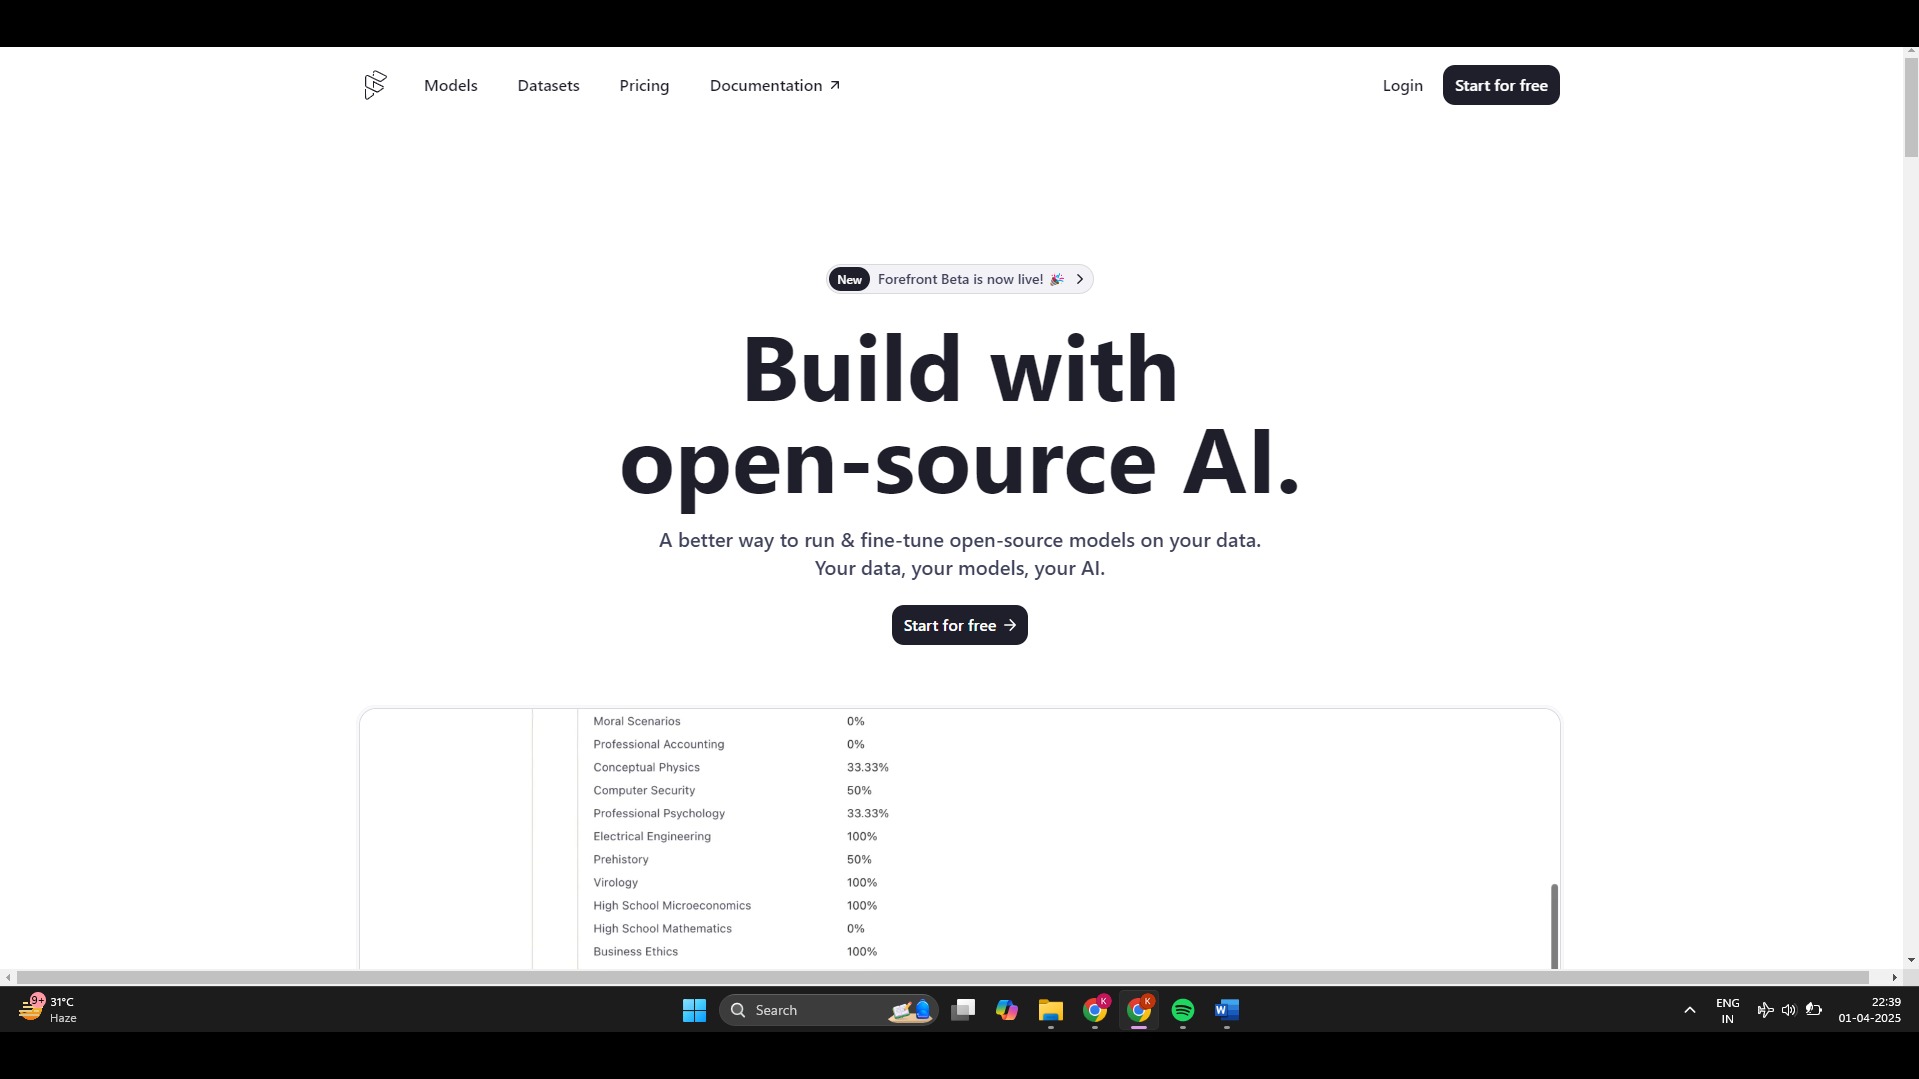 Models Datasets Pricing Documentation ↗ Login Start for free
New Forefront Beta is now live! 🎉 >
Build with
open-source AI.
A better way to run & fine-tune open-source models on your data.
Your data, your models, your AI.
Start for free →
Moral Scenarios 0%
Professional Accounting 0%
Conceptual Physics 33.33%
Computer Security 50%
Professional Psychology 33.33%
Electrical Engineering 100%
Prehistory 50%
Virology 100%
High School Microeconomics 100%
High School Mathematics 0%
Business Ethics 100%
9+ 31°C
Haze
Search
K
K
W
ENG
IN
22:39
01-04-2025